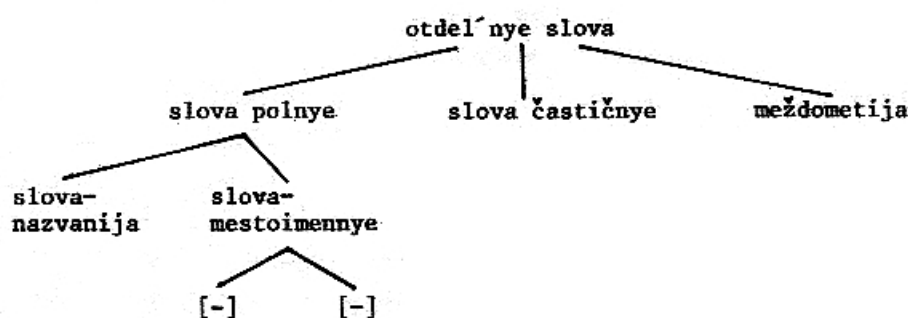 otdel´nye slova
slova polnye slova častičnye meždometija
slova- slova-
nazvanija mestoimennye
[-] [-]